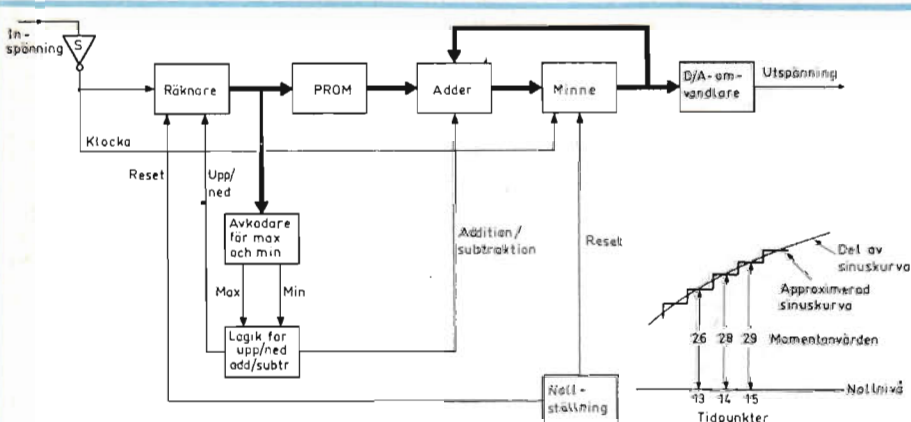 In-
spänning
S
Räknare
PROM
Adder
Minne
D/A-om-
vandlare
Utspänning
Klocka
Reset
Upp/
ned
Avkodare
för max
och min
Addition/
subtraktion
Reset
Max
Min
Logik för
upp/ned
add/subtr
Noll-
ställning
Del av
sinuskurva
Approximerad
sinuskurva
26 28 29 Momentanvärden
Nollnivå
13 14 15
Tidpunkter